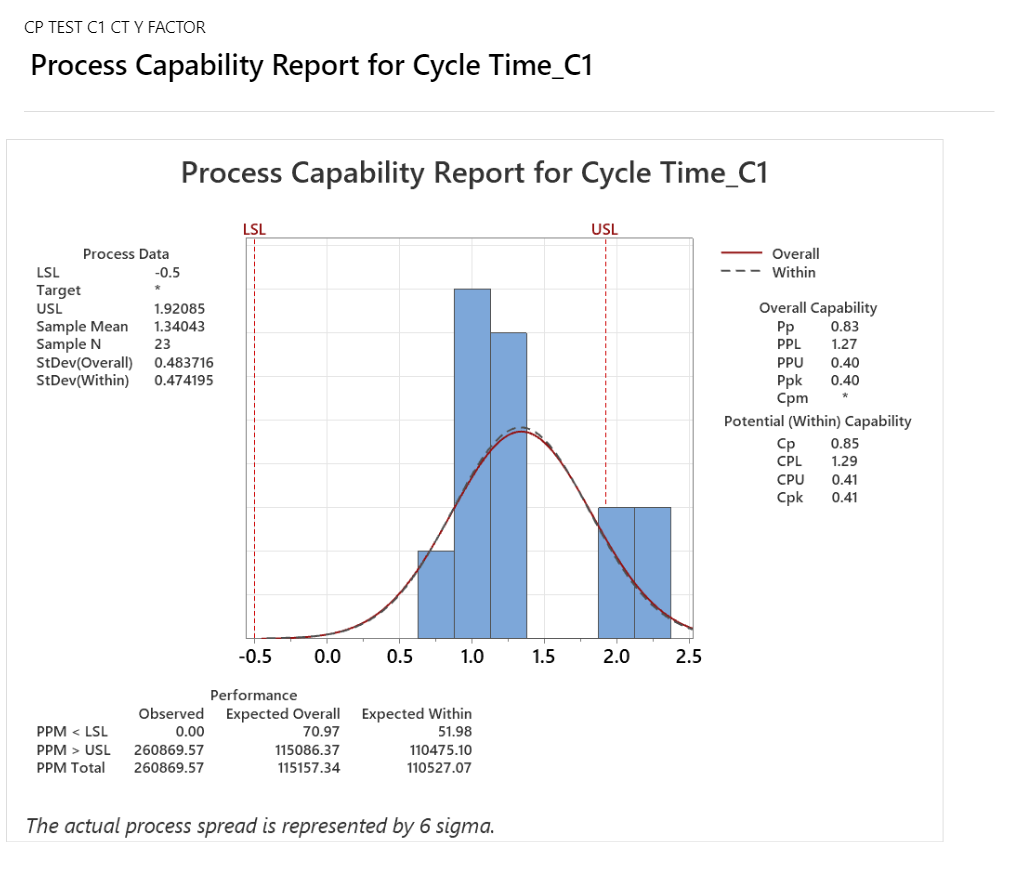 CP TEST C1 CT Y FACTOR
Process Capability Report for Cycle Time_C1
Process Capability Report for Cycle Time_C1
LSL USL
Process Data
LSL -0.5
Target *
USL 1.92085
Sample Mean 1.34043
Sample N 23
StDev(Overall) 0.483716
StDev(Within) 0.474195
Overall
Within
Overall Capability
Pp 0.83
PPL 1.27
PPU 0.40
Ppk 0.40
Cpm *
Potential (Within) Capability
Cp 0.85
CPL 1.29
CPU 0.41
Cpk 0.41
-0.5 0.0 0.5 1.0 1.5 2.0 2.5
Performance
Observed Expected Overall Expected Within
PPM < LSL 0.00 70.97 51.98
PPM > USL 260869.57 115086.37 110475.10
PPM Total 260869.57 115157.34 110527.07
The actual process spread is represented by 6 sigma.